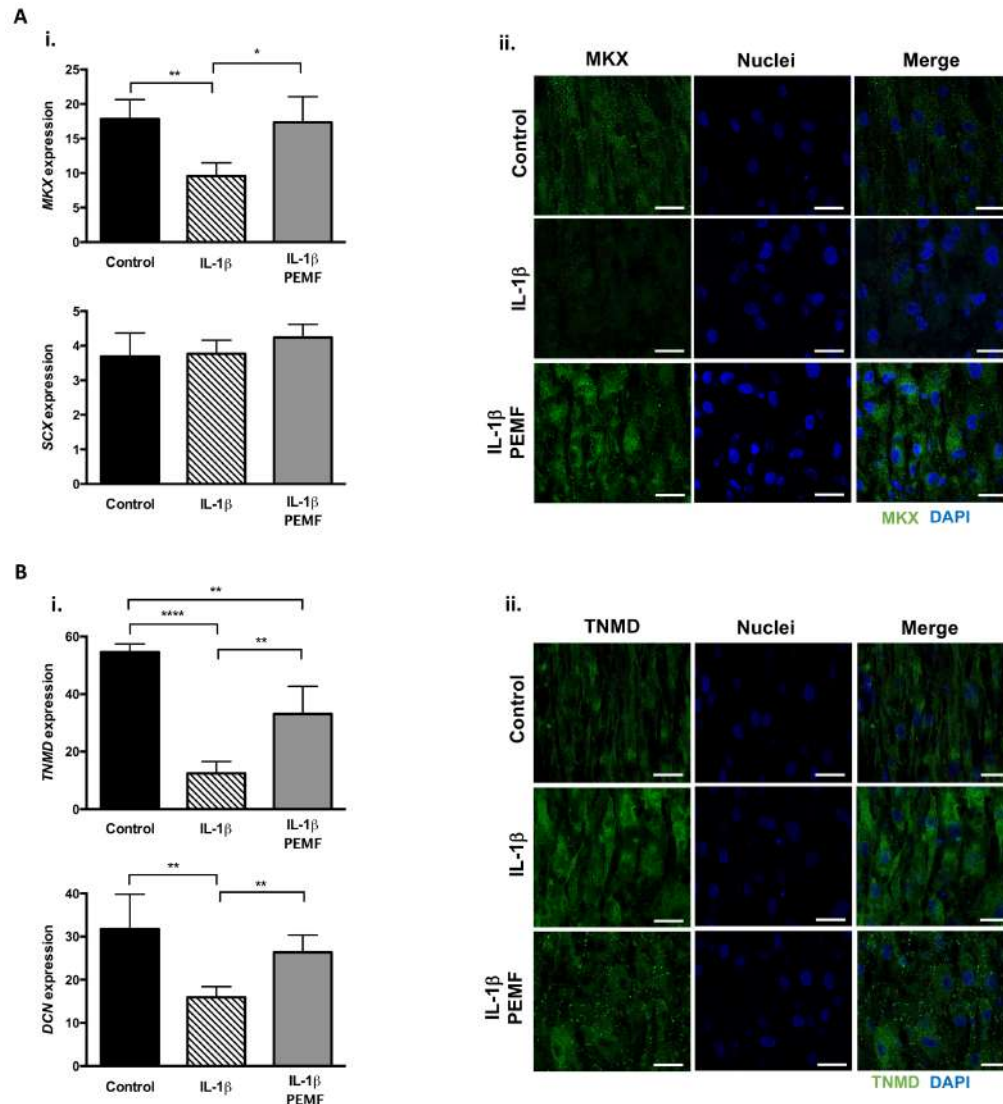 A
i.
**
*
25
20
15
10
5
0
MKX expression
Control
IL-1β
IL-1β
PEMF
5
4
3
2
1
0
SCX expression
Control
IL-1β
IL-1β
PEMF
ii.
MKX
Nuclei
Merge
Control
IL-1β
IL-1β
PEMF
MKX DAPI
B
i.
**
****
**
60
40
20
0
TNMD expression
Control
IL-1β
IL-1β
PEMF
**
**
40
30
20
10
0
DCN expression
Control
IL-1β
IL-1β
PEMF
ii.
TNMD
Nuclei
Merge
Control
IL-1β
IL-1β
PEMF
TNMD DAPI